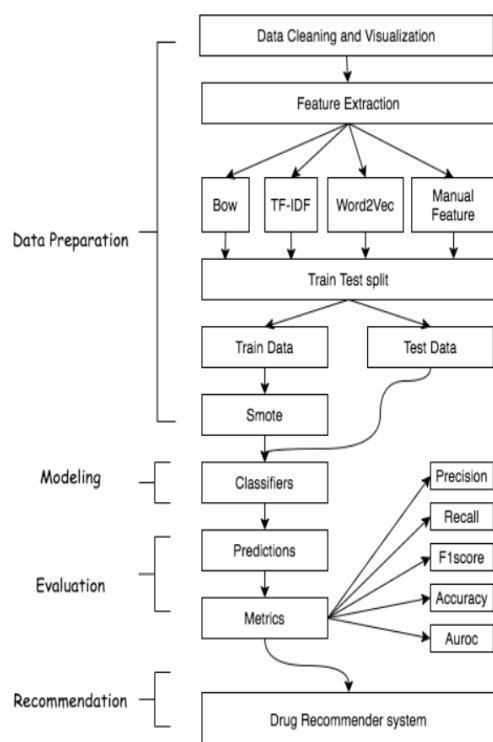 Data Cleaning and Visualization
Feature Extraction
Bow
TF-IDF
Word2Vec
Manual
Feature
Data Preparation
Train Test split
Train Data
Test Data
Smote
Modeling
Classifiers
Precision
Recall
Predictions
F1score
Evaluation
Accuracy
Metrics
Auroc
Recommendation
Drug Recommender system